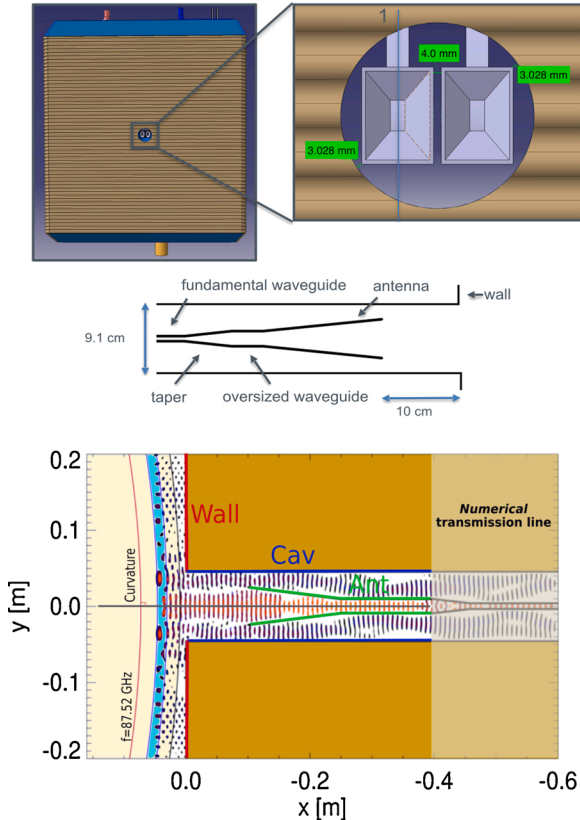 1
4.0 mm
3.028 mm
3.028 mm
fundamental waveguide
antenna
wall
9.1 cm
taper
oversized waveguide
10 cm
0.2
0.1
0.0
-0.1
-0.2
y [m]
Curvature
f=87.52 GHz
Wall
Cav
Ant
Numerical
transmission line
0.0
-0.2
-0.4
-0.6
x [m]